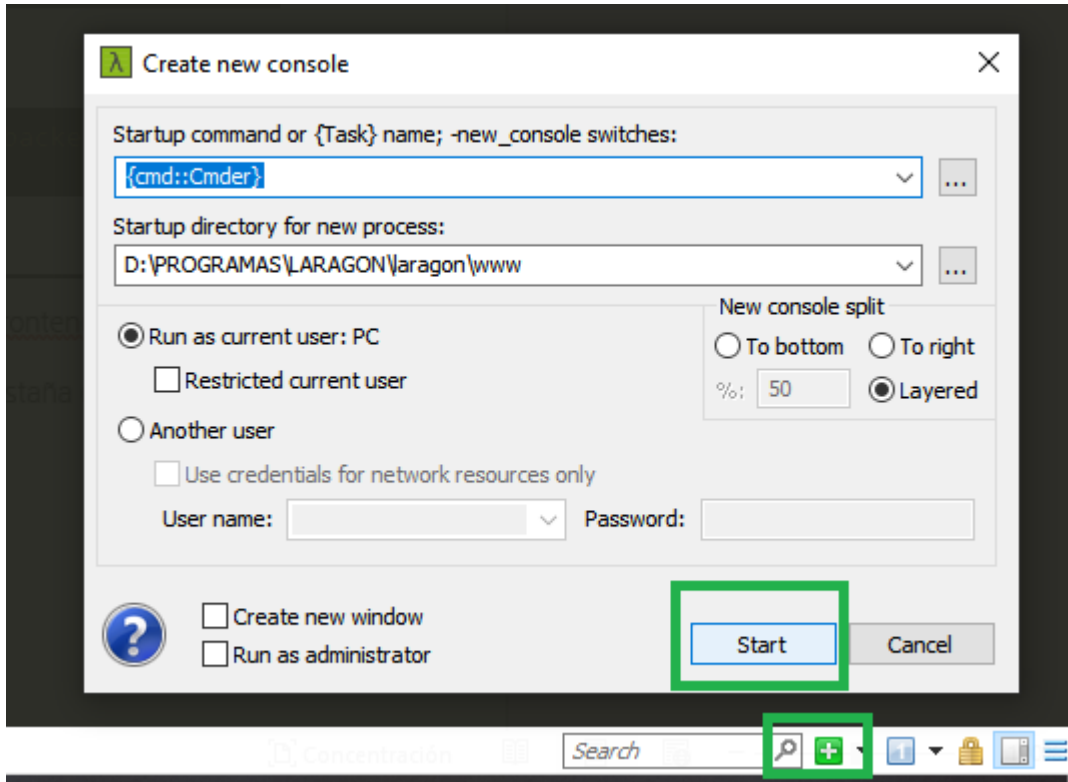 Create new console
Startup command or {Task} name; -new_console switches:
{cmd::Cmder}
...
Startup directory for new process:
D:\PROGRAMAS\LARAGON\laragon\www
...
New console split
Run as current user: PC
To bottom To right
Restricted current user
%: 50 Layered
Another user
Use credentials for network resources only
User name: Password:
Create new window
Run as administrator
Start Cancel
Concentración
Search